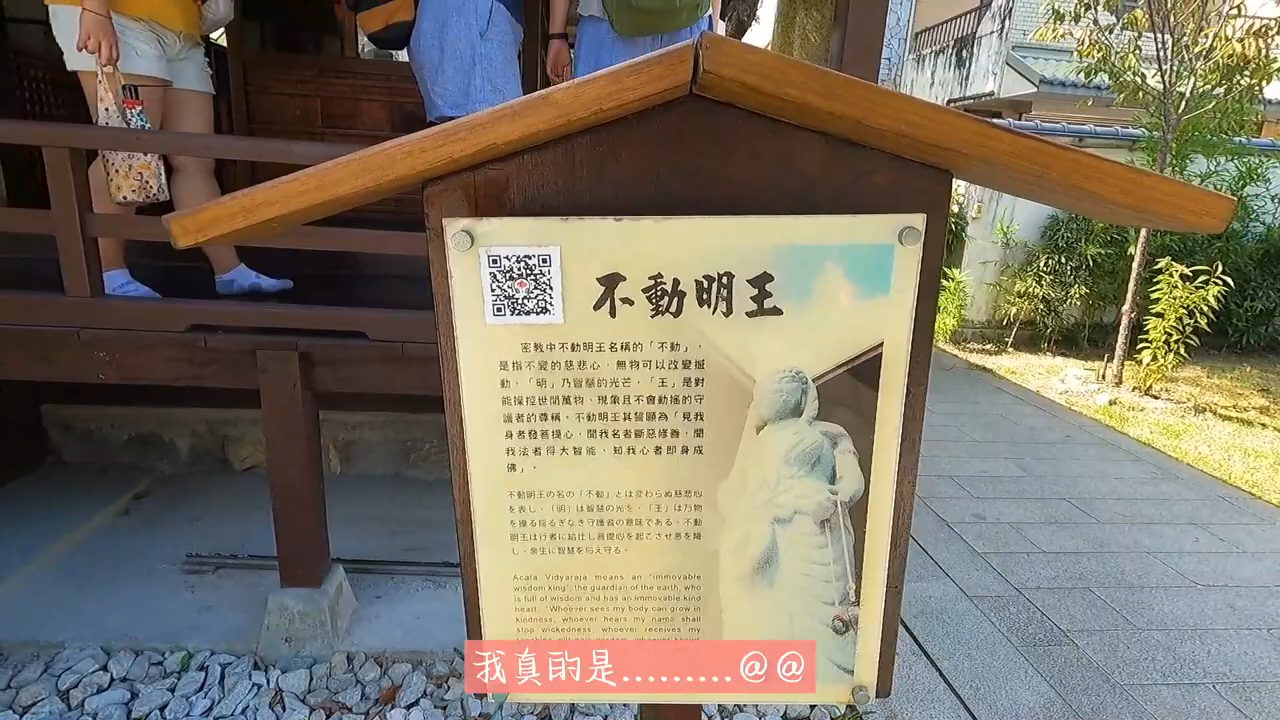 不動明王
密教中不動明王名稱的「不動」，
是指不變的慈悲心，無物可以改變撼
動，「明」乃智慧的光芒，「王」是對
能操控世間萬物、現象且不會動搖的守
護者的尊稱。不動明王其誓願為「見我
身者發菩提心，聞我名者斷惡修善，聞
我法者得大智能，知我心者即身成
佛」。
不動明王の名の「不動」とは変わらぬ慈悲心
を表し、「明」は智慧の光を、「王」は万物
を操る揺るぎなき守護者の意味である。不動
明王は行者に給仕し菩提心を起こさせ悪を降
し、衆生に智慧を与え守る。
Acala Vidyaraja means an "immovable
wisdom king", the guardian of the earth, who
is full of wisdom and has an immovable kind
heart. "Whoever sees my body can grow in
kindness, whoever hears my name shall
stop wickedness, whoever receives my
我真的是.........@@